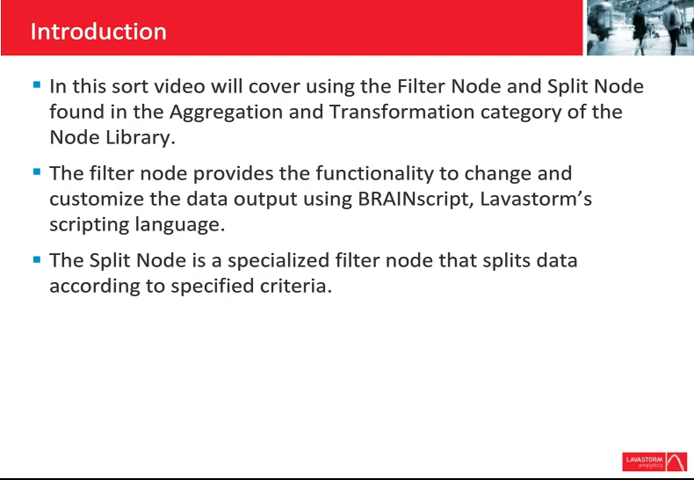 Introduction
In this sort video will cover using the Filter Node and Split Node
found in the Aggregation and Transformation category of the
Node Library.
The filter node provides the functionality to change and
customize the data output using BRAINscript, Lavastorm’s
scripting language.
The Split Node is a specialized filter node that splits data
according to specified criteria.
LAVASTORM
analytics